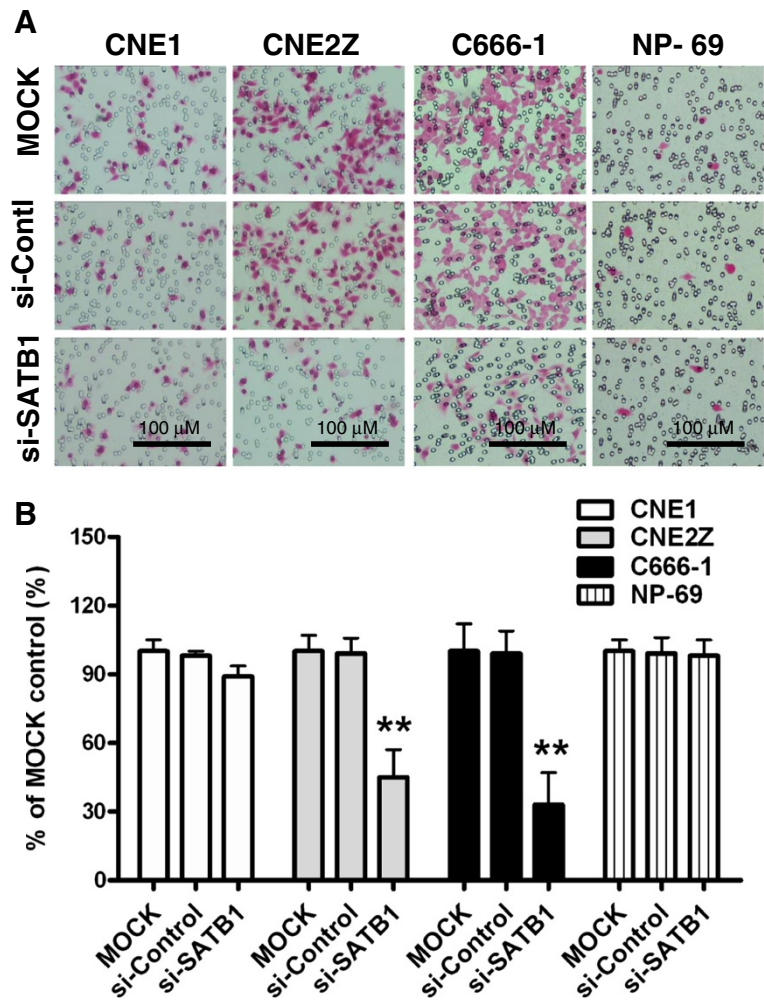 A
CNE1 CNE2Z C666-1 NP- 69
MOCK
si-Contl
si-SATB1
100 µM 100 µM 100 µM 100 µM
B
% of MOCK control (%)
150
120
90
60
30
0
CNE1
CNE2Z
C666-1
NP-69
**
**
MOCK si-Control si-SATB1 MOCK si-Control si-SATB1 MOCK si-Control si-SATB1 MOCK si-Control si-SATB1